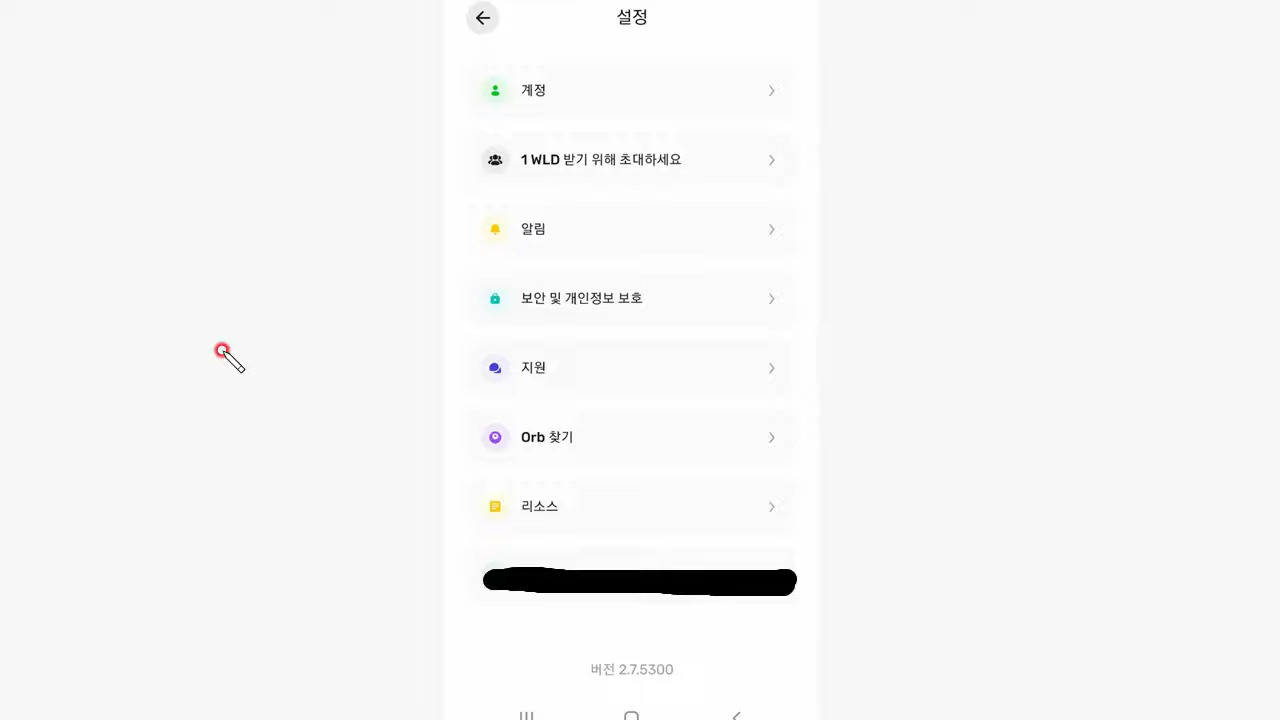 설정
계정
1 WLD 받기 위해 초대하세요
알림
보안 및 개인정보 보호
지원
Orb 찾기
리소스
버전 2.7.5300